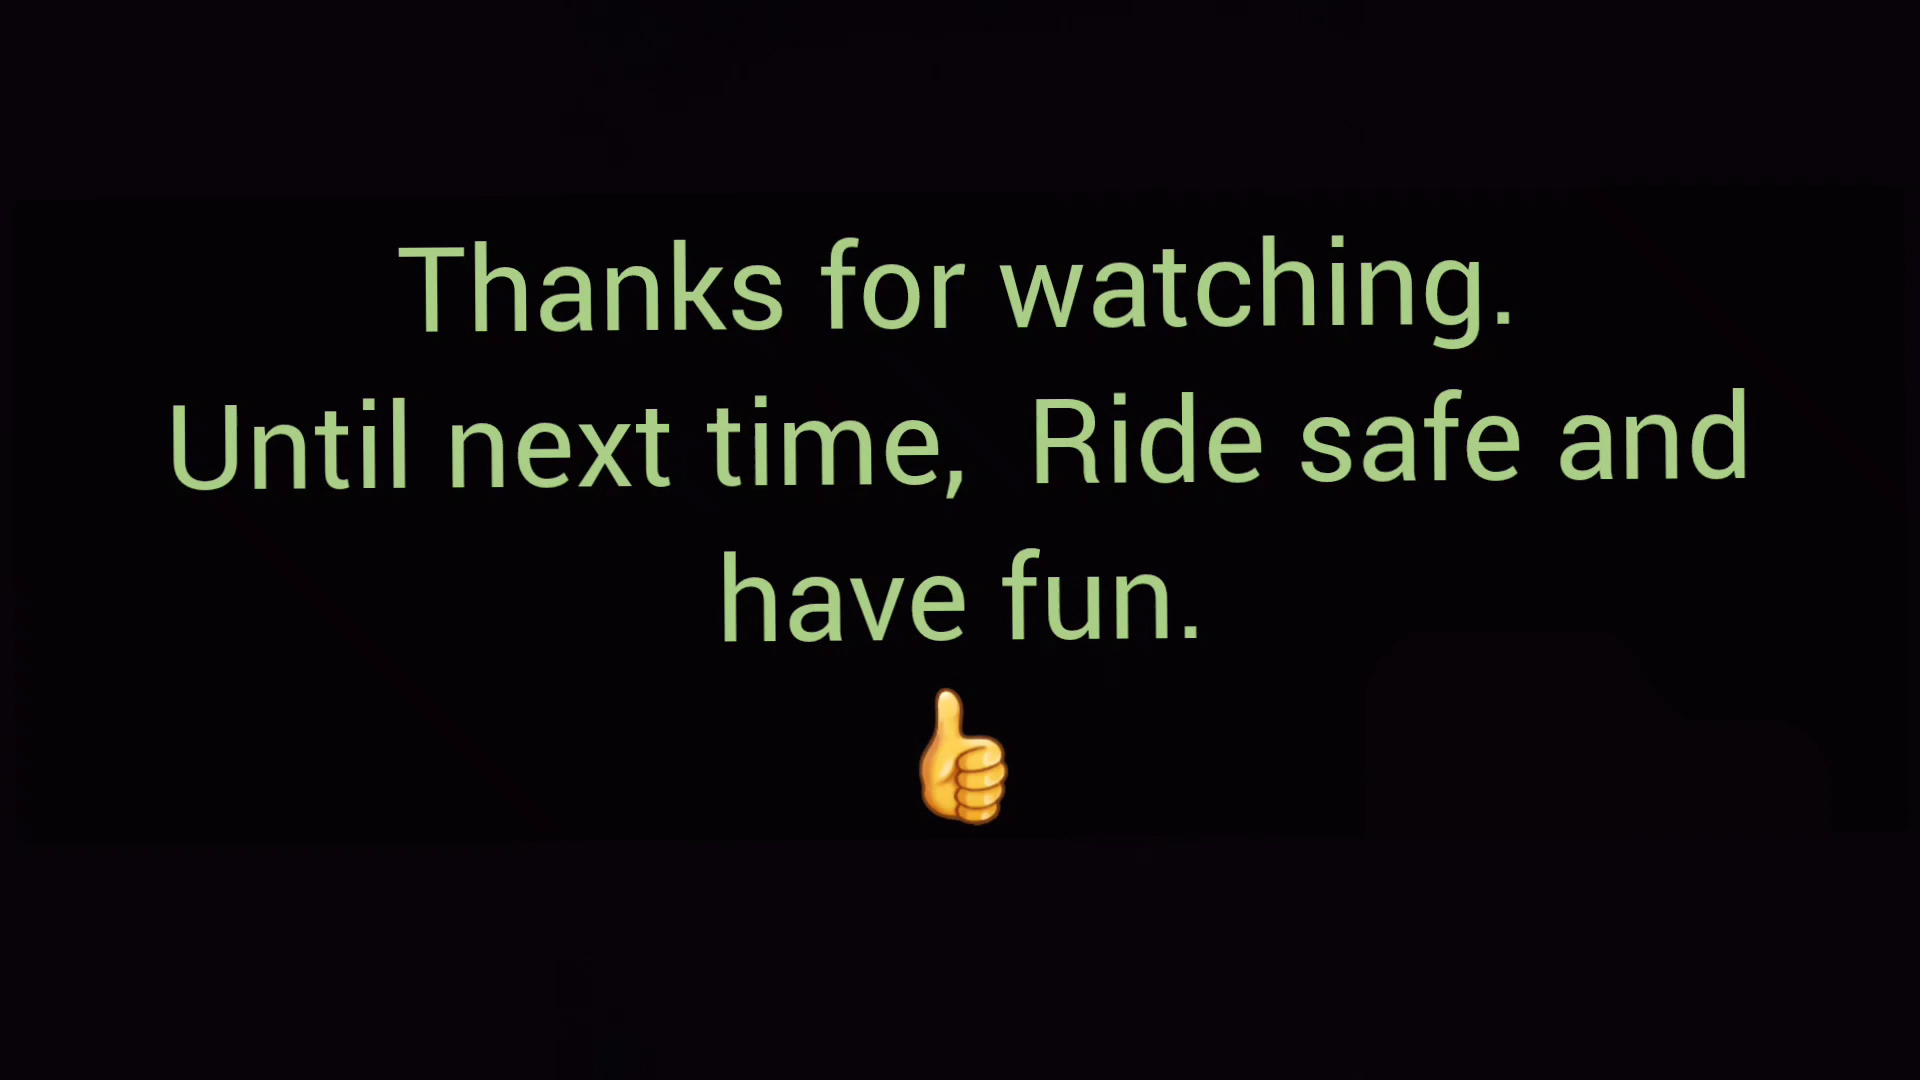 Thanks for watching.
Until next time,  Ride safe and
have fun.
👍